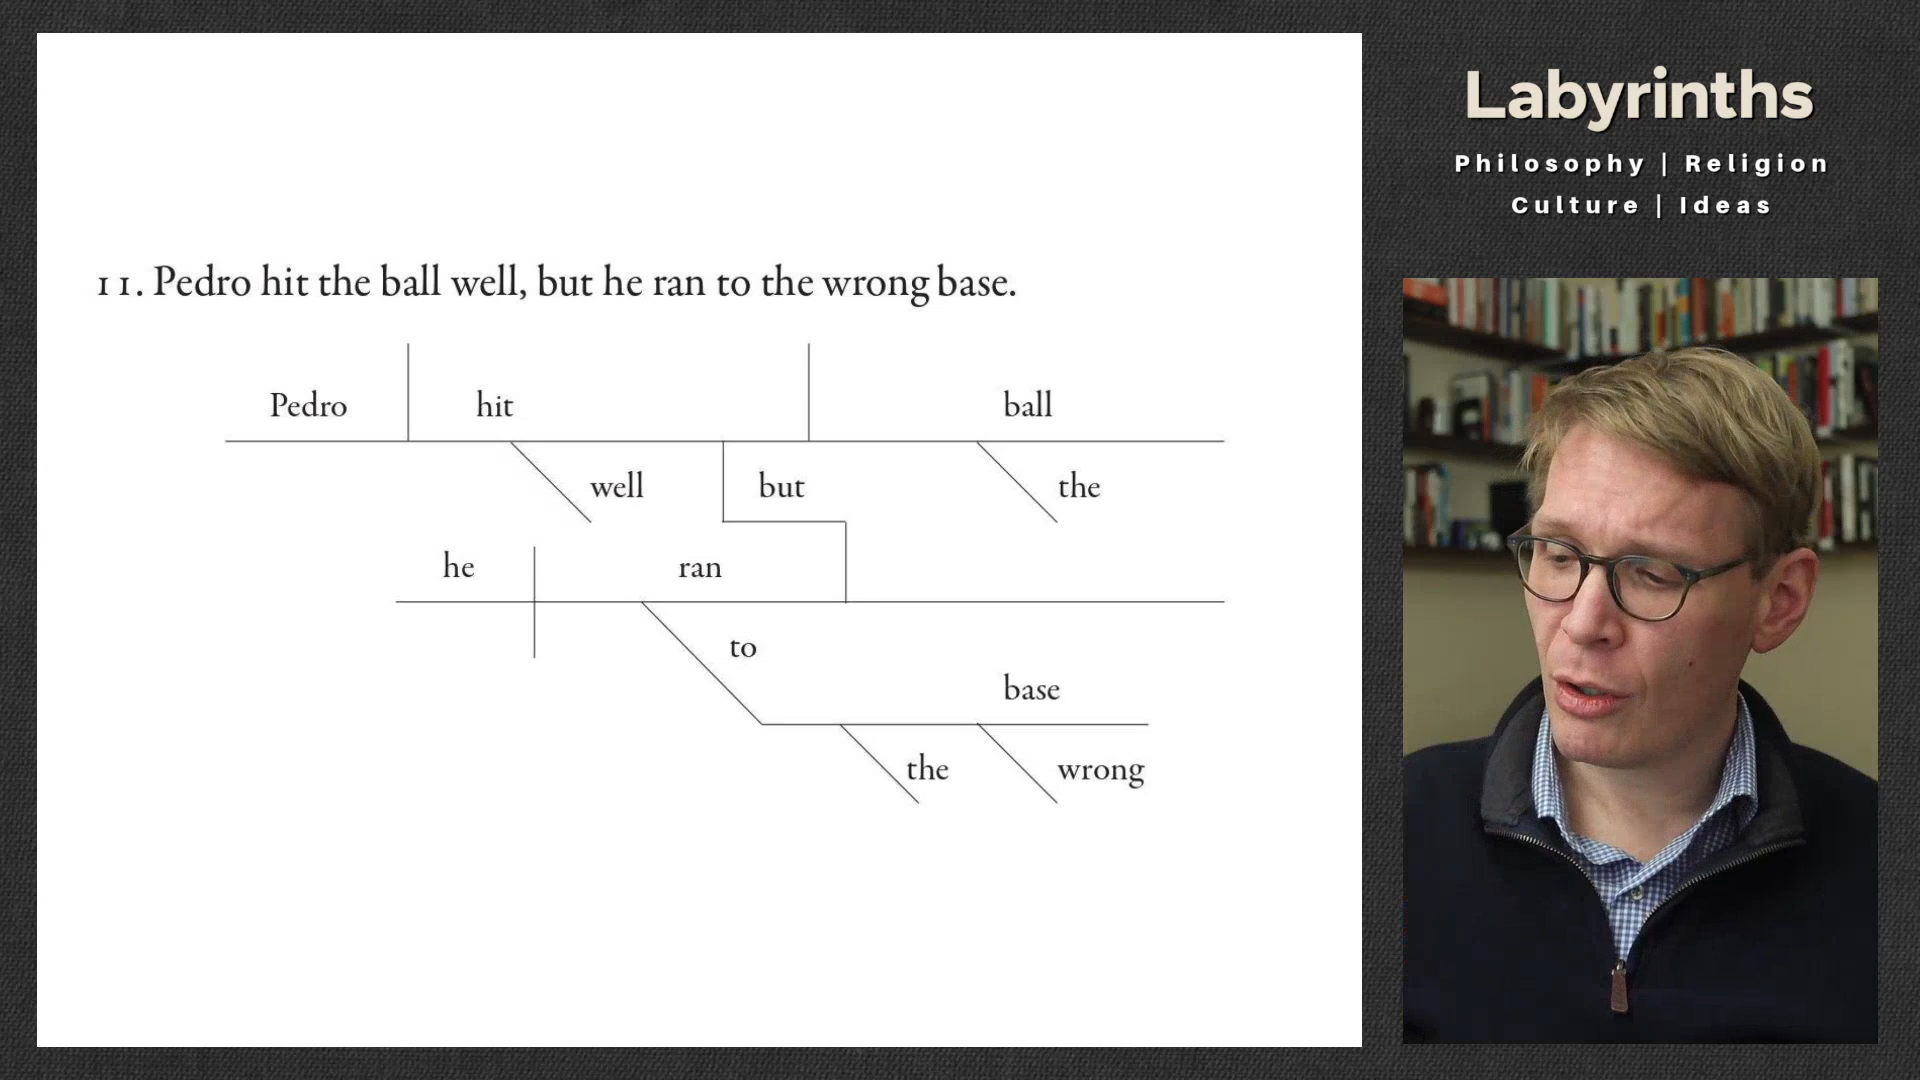 11. Pedro hit the ball well, but he ran to the wrong base.
Pedro hit ball
well but the
he ran
to
base
the wrong
Labyrinths
Philosophy | Religion
Culture | Ideas